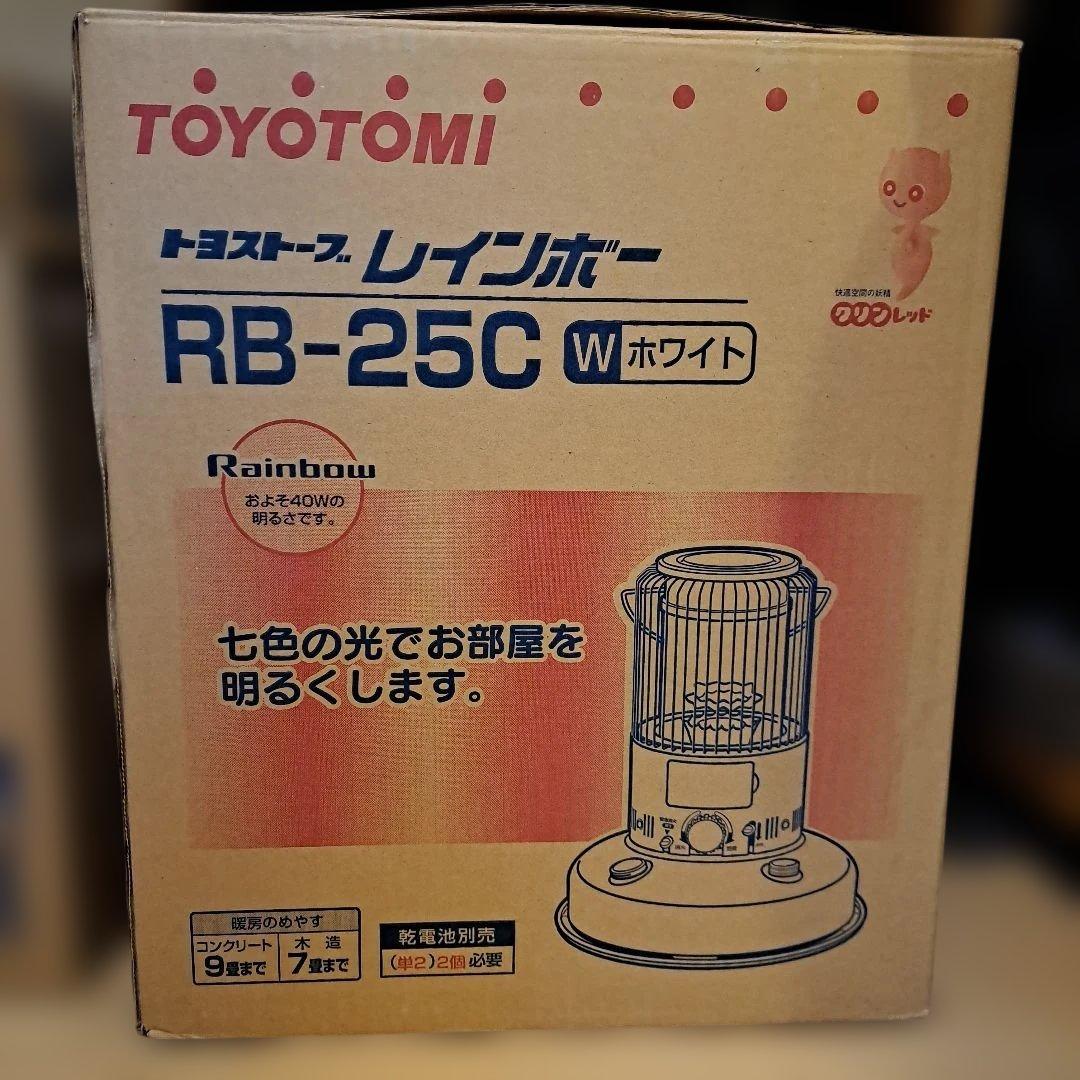 TOYOTOMI
トヨストーブ レインボー
RB-25C W ホワイト
快適空間の妖精
クリンレッド
Rainbow
およそ40Wの
明るさです。
七色の光でお部屋を
明るくします。
暖房のめやす
コンクリート 9畳まで
木造 7畳まで
乾電池別売
(単2)2個必要